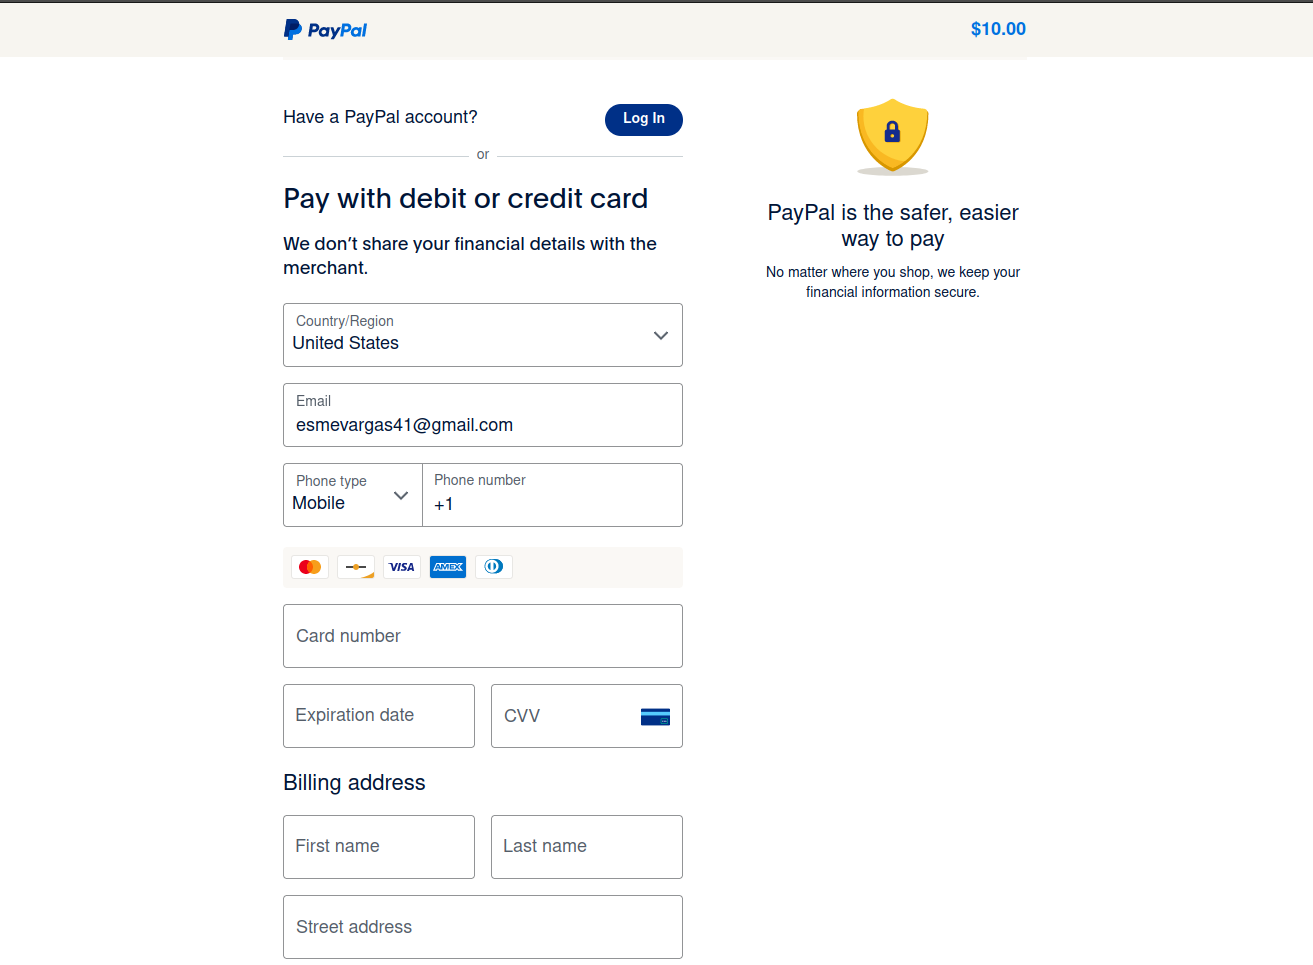 PayPal
$10.00
Have a PayPal account?
Log In
or
Pay with debit or credit card
We don’t share your financial details with the
merchant.
Country/Region
United States
Email
esmevargas41@gmail.com
Phone type
Mobile
Phone number
+1
VISA
AMEX
Card number
Expiration date
CVV
Billing address
First name
Last name
Street address
PayPal is the safer, easier
way to pay
No matter where you shop, we keep your
financial information secure.